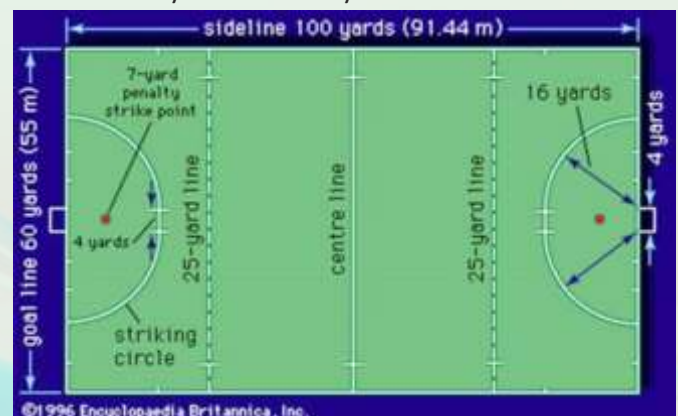 sideline 100 yards (91.44 m)
7-yard
penalty
strike point
16 yards
4 yards
goal line 60 yards (55 m)
25-yard line
centre line
25-yard line
4 yards
striking
circle
©1996 Encyclopaedia Britannica, Inc.